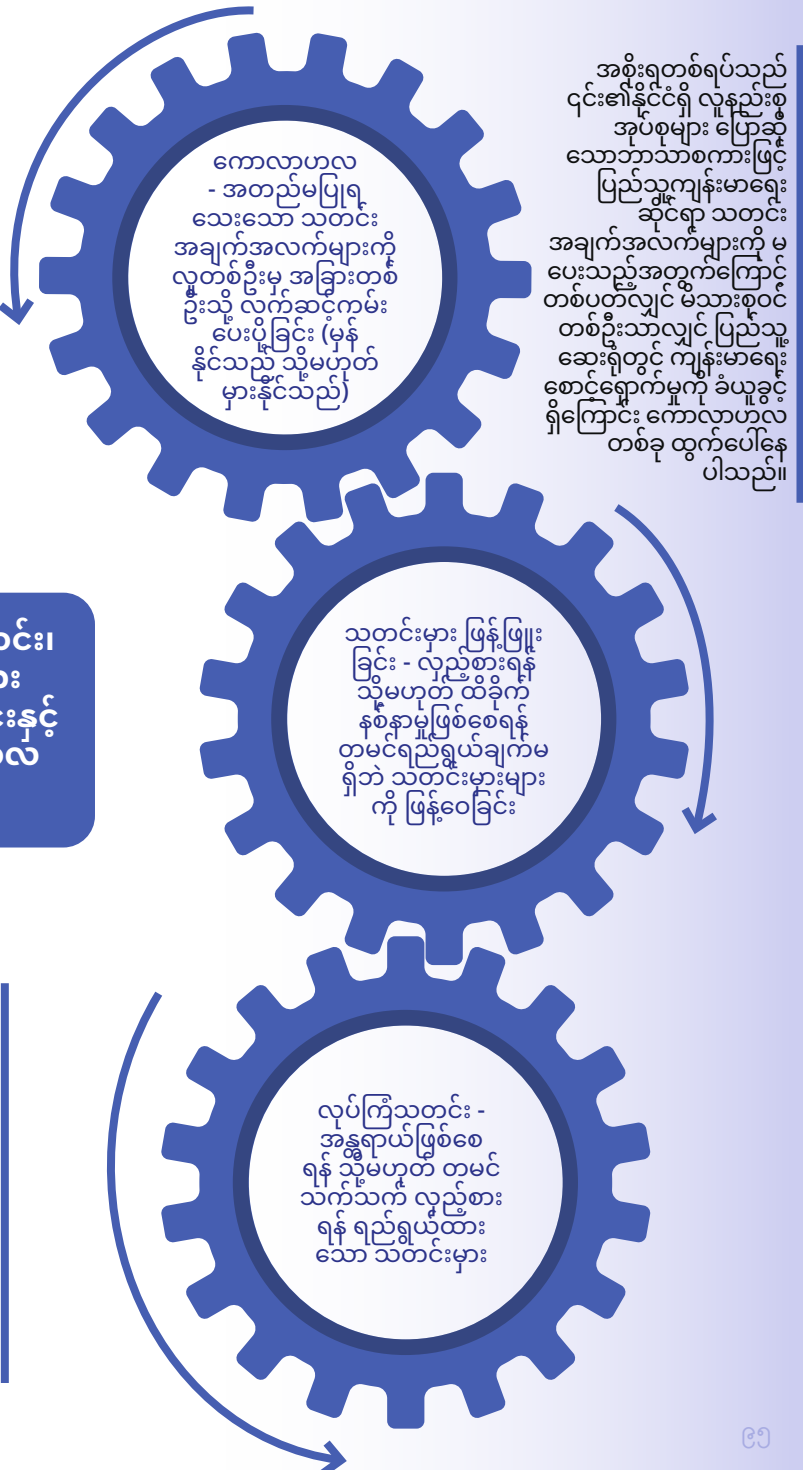 အစိုးရတစ်ရပ်သည်
၎င်း၏နိုင်ငံရှိ လူနည်းစု
အုပ်စုများ ပြောဆို
သောဘာသာစကားဖြင့်
ပြည်သူ့ကျန်းမာရေး
ဆိုင်ရာ သတင်း
အချက်အလက်များကို မ
ပေးသည့်အတွက်ကြောင့်
တစ်ပတ်လျှင် မိသားစုဝင်
တစ်ဦးသာလျှင် ပြည်သူ့
ဆေးရုံတွင် ကျန်းမာရေး
စောင့်ရှောက်မှုကို ခံယူခွင့်
ရှိကြောင်း ကောလာဟလ
တစ်ခု ထွက်ပေါ်နေ
ပါသည်။
ကောလာဟလ
- အတည်မပြုရ
သေးသော သတင်း
အချက်အလက်များကို
လူတစ်ဦးမှ အခြားတစ်
ဦးသို့ လက်ဆင့်ကမ်း
ပေးပို့ခြင်း (မှန်
နိုင်သည် သို့မဟုတ်
မှားနိုင်သည်)
သတင်းမှား ဖြန့်ဖြူး
ခြင်း - လှည့်စားရန်
သို့မဟုတ် ထိခိုက်
နစ်နာမှုဖြစ်စေရန်
တမင်ရည်ရွယ်ချက်မ
ရှိဘဲ သတင်းမှားများ
ကို ဖြန့်ဝေခြင်း
လုပ်ကြံသတင်း -
အန္တရာယ်ဖြစ်စေ
ရန် သို့မဟုတ် တမင်
သက်သက် လှည့်စား
ရန် ရည်ရွယ်ထား
သော သတင်းမှား
၉၅